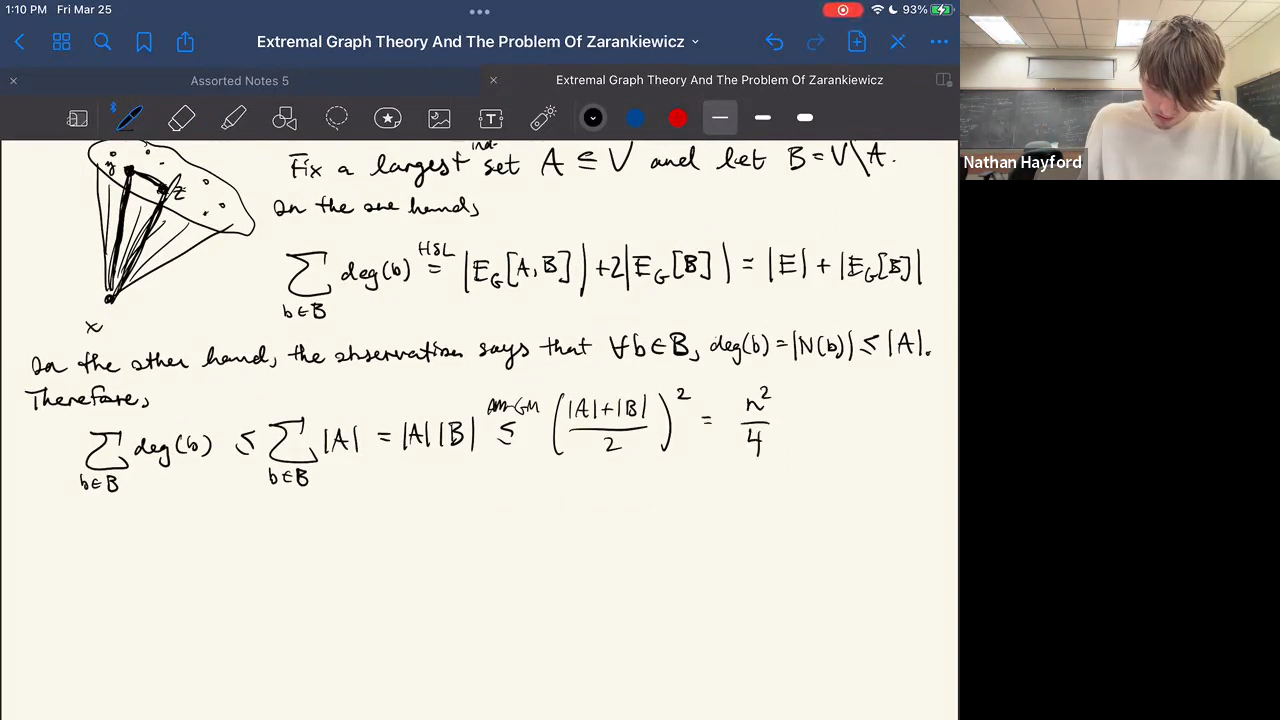 1:10 PM Fri Mar 25
93%
Extremal Graph Theory And The Problem Of Zarankiewicz
Assorted Notes 5
Extremal Graph Theory And The Problem Of Zarankiewicz
Nathan Hayford
ind.
Fix a largest set A ⊆ V and let B = V\A.
y
z
x
On the one hand,
∑_{b∈B} deg(b) =^{HSL} |E_G[A,B]| + 2|E_G[B]| = |E| + |E_G[B]|
On the other hand, the observation says that ∀b∈B, deg(b) = |N(b)| ≤ |A|.
Therefore,
∑_{b∈B} deg(b) ≤ ∑_{b∈B} |A| = |A||B| ≤^{AM-GM} ((|A|+|B|)/2)^2 = n^2/4